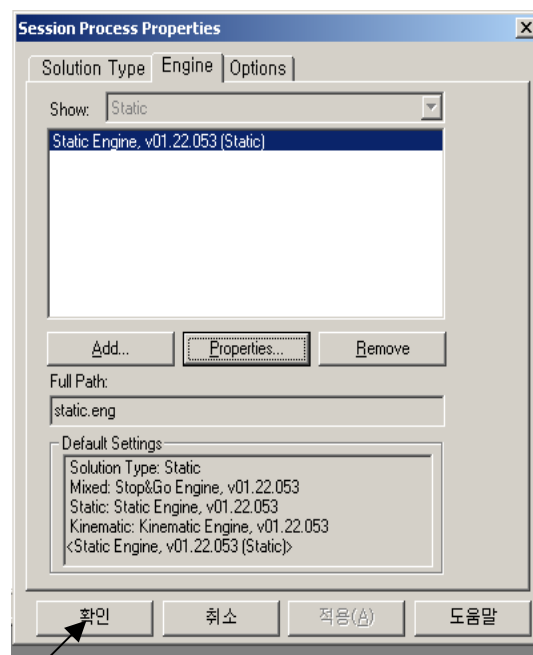 Session Process Properties
Solution Type Engine Options
Show: Static
Static Engine, v01.22.053 (Static)
Add... Properties... Remove
Full Path:
static.eng
Default Settings
Solution Type: Static
Mixed: Stop&Go Engine, v01.22.053
Static: Static Engine, v01.22.053
Kinematic: Kinematic Engine, v01.22.053
<Static Engine, v01.22.053 (Static)>
확인 취소 적용(A) 도움말